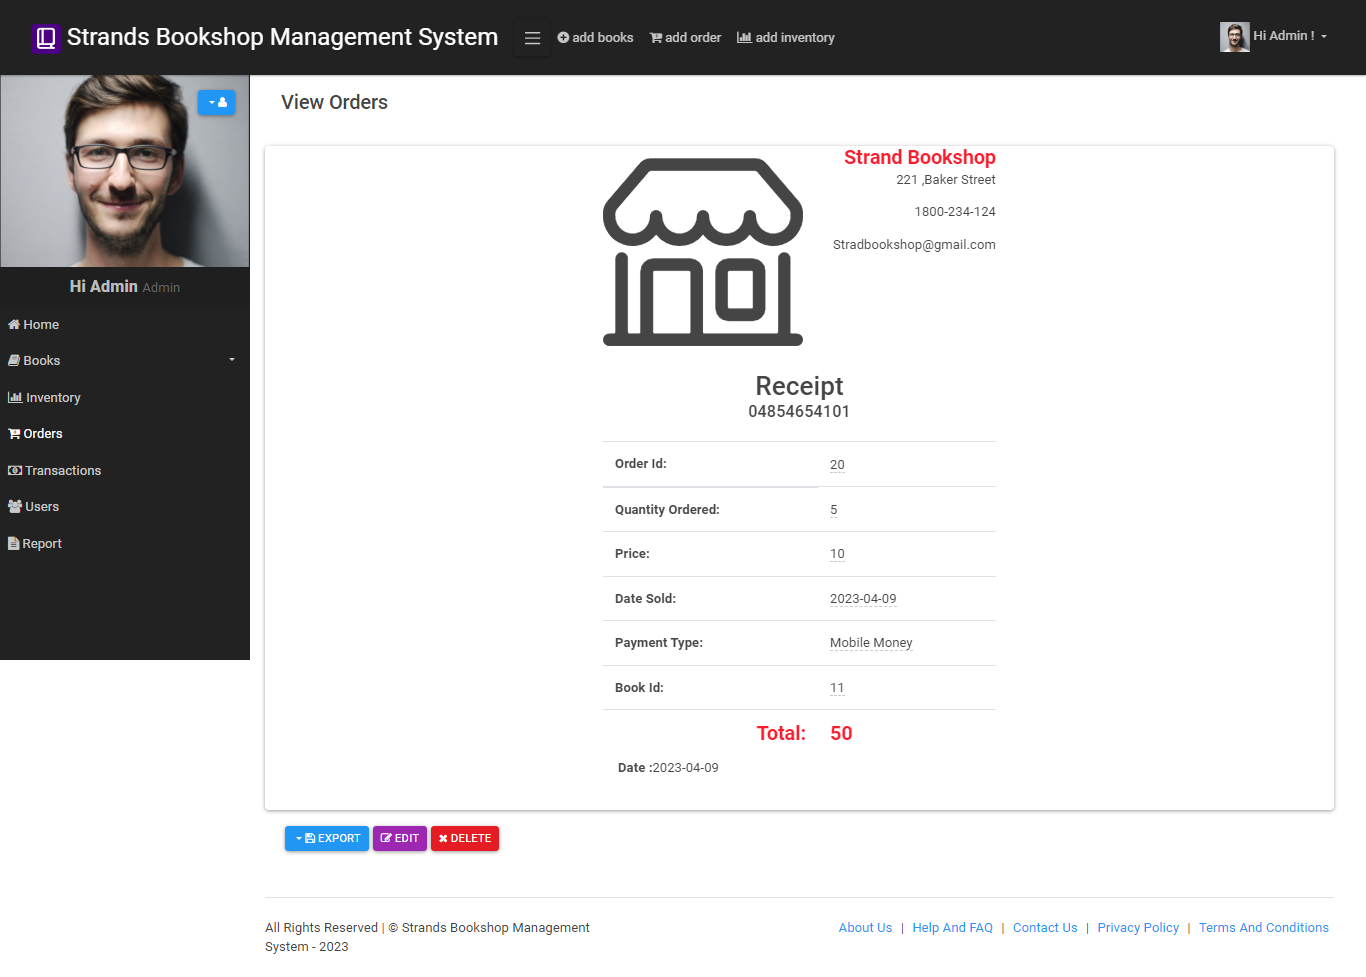 Strands Bookshop Management System
add books
add order
add inventory
Hi Admin !
Hi Admin Admin
Home
Books
Inventory
Orders
Transactions
Users
Report
View Orders
Strand Bookshop
221 ,Baker Street
1800-234-124
Stradbookshop@gmail.com
Receipt
04854654101
Order Id: 20
Quantity Ordered: 5
Price: 10
Date Sold: 2023-04-09
Payment Type: Mobile Money
Book Id: 11
Total: 50
Date :2023-04-09
EXPORT EDIT DELETE
All Rights Reserved | © Strands Bookshop Management
System - 2023
About Us | Help And FAQ | Contact Us | Privacy Policy | Terms And Conditions